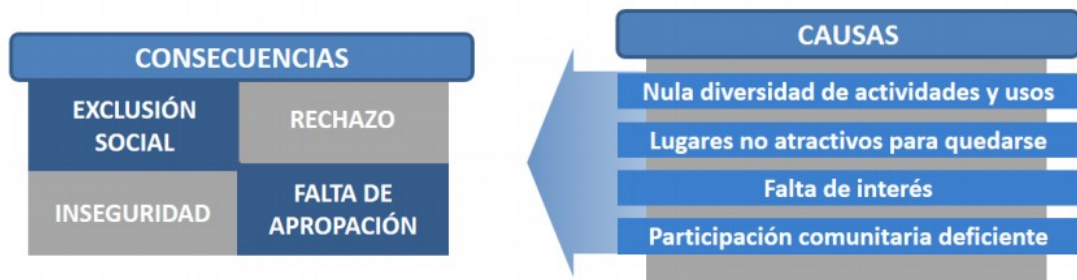 CONSECUENCIAS
EXCLUSIÓN
SOCIAL
RECHAZO
INSEGURIDAD
FALTA DE
APROPACIÓN
CAUSAS
Nula diversidad de actividades y usos
Lugares no atractivos para quedarse
Falta de interés
Participación comunitaria deficiente